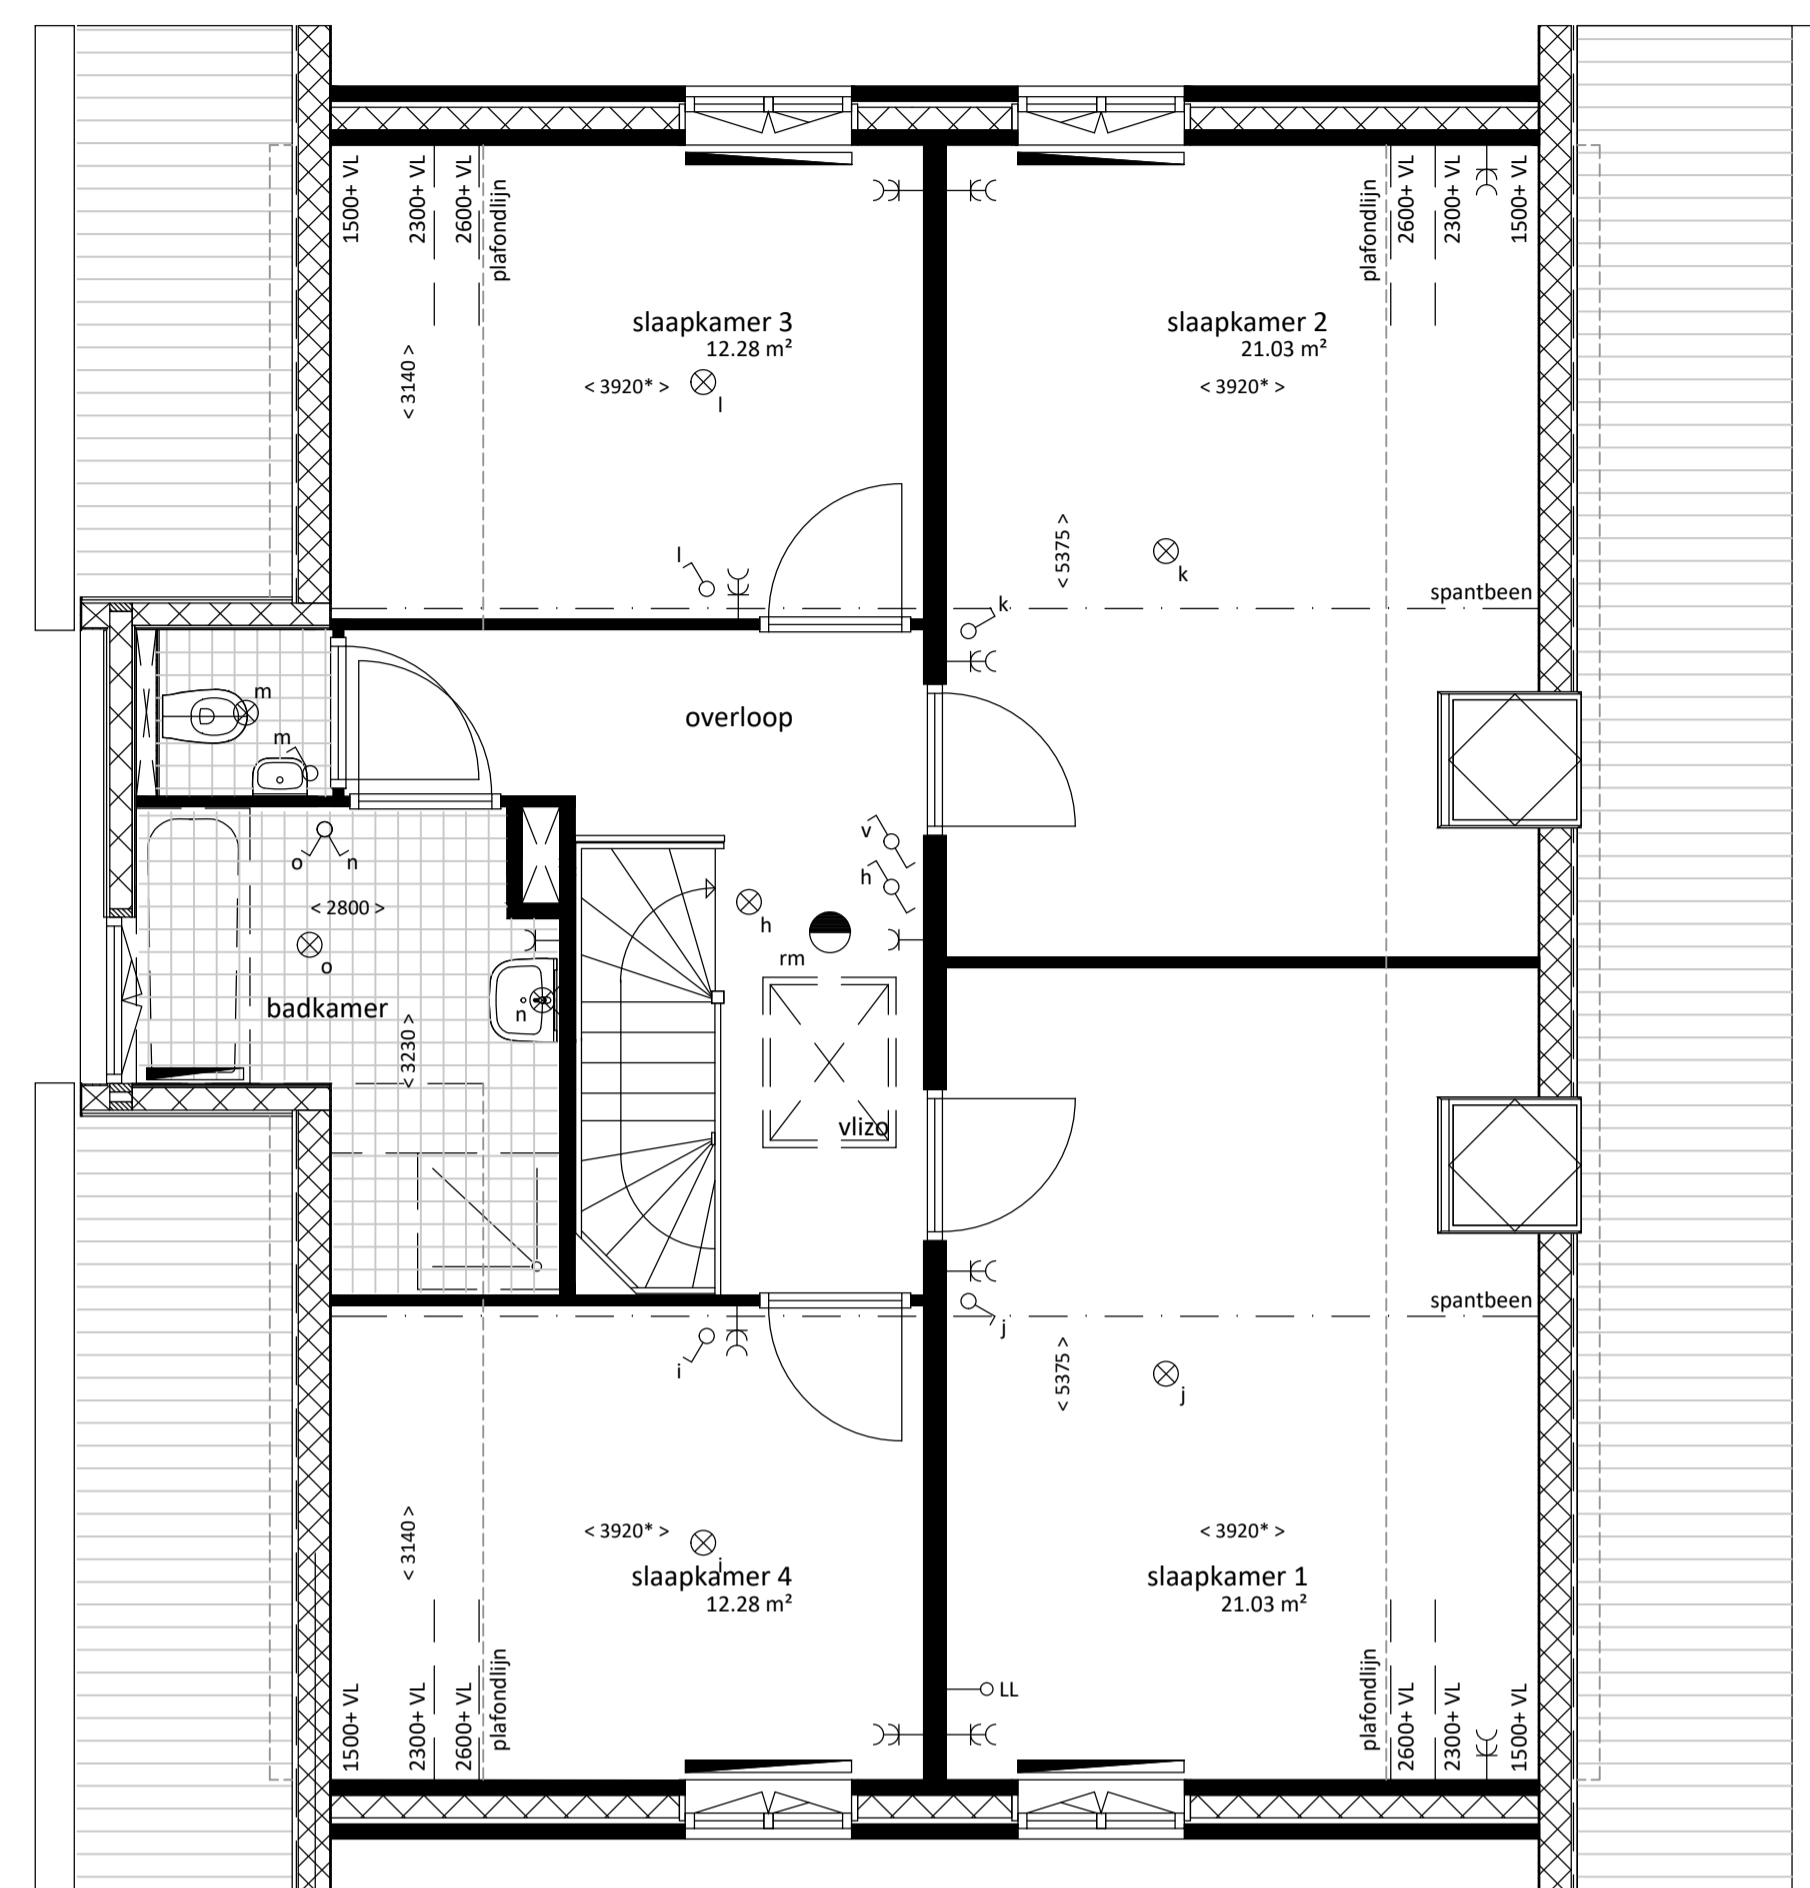 1500+ VL
2300+ VL
2600+ VL
plafondlijn
plafondlijn
2600+ VL
2300+ VL
1500+ VL
slaapkamer 3
12.28 m²
< 3920* >
l
< 3140 >
l
slaapkamer 2
21.03 m²
< 3920* >
< 5375 >
k
spantbeen
k
m
m
overloop
o
n
< 2800 >
o
badkamer
< 3230 >
n
v
h
h
rm
vlizo
spantbeen
j
< 5375 >
j
i
< 3140 >
< 3920* >
i
slaapkamer 4
12.28 m²
< 3920* >
slaapkamer 1
21.03 m²
LL
1500+ VL
2300+ VL
2600+ VL
plafondlijn
plafondlijn
2600+ VL
2300+ VL
1500+ VL